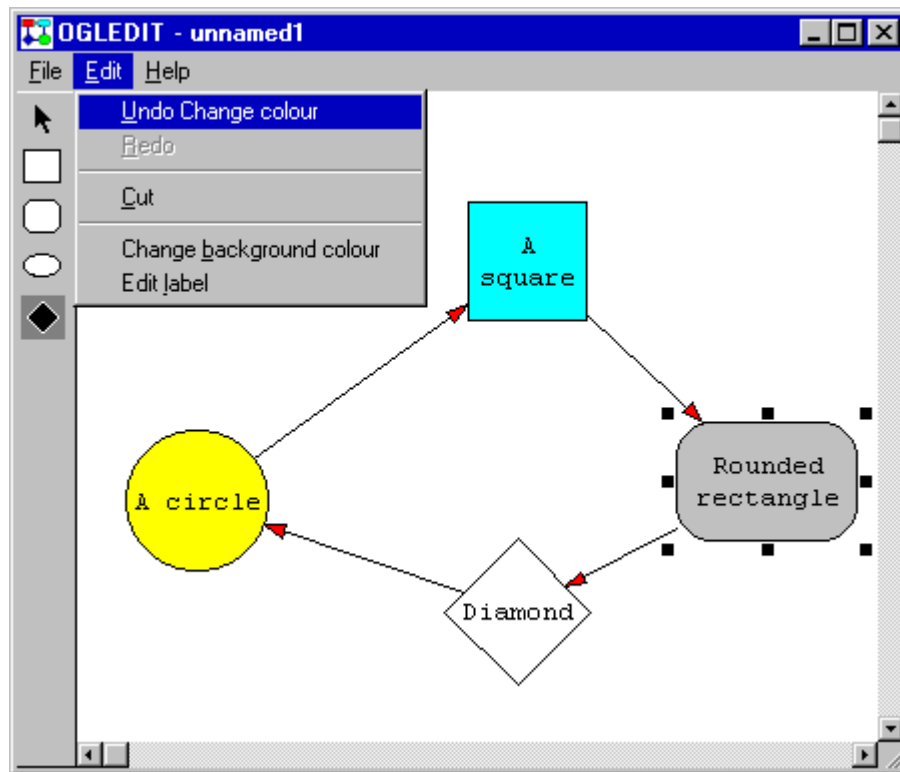 OGLEDIT - unnamed1
File Edit Help
Undo Change colour
Redo
Cut
Change background colour
Edit label
A
square
Rounded
rectangle
A circle
Diamond